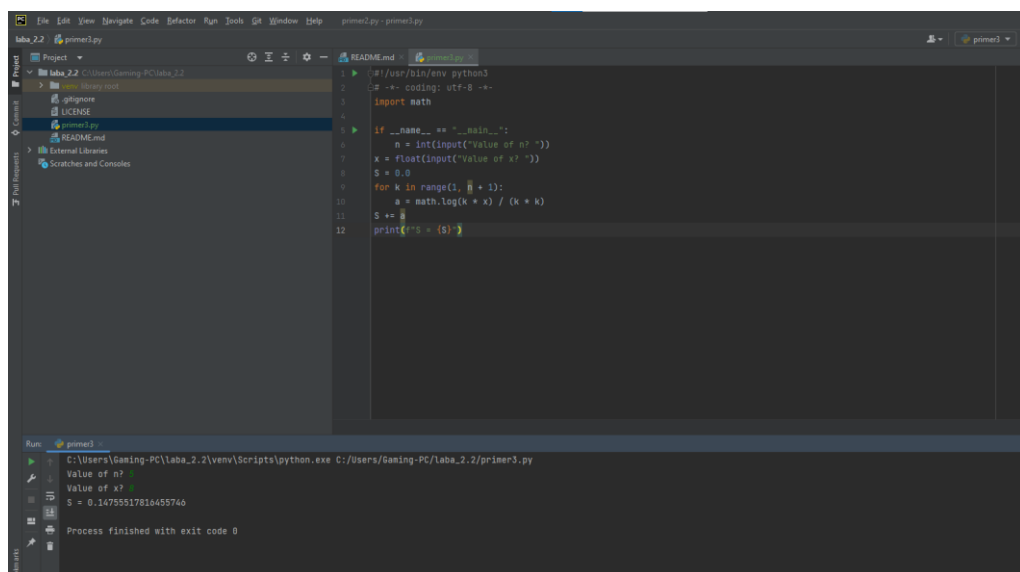 PC File Edit View Navigate Code Refactor Run Tools Git Window Help primer2.py - primer3.py
laba_2.2 primer3.py primer3
Project
README.md primer3.py
laba_2.2 C:\Users\Gaming-PC\laba_2.2
venv library root
.gitignore
LICENSE
primer3.py
README.md
External Libraries
Scratches and Consoles
Project
Commit
Pull Requests
1 #!/usr/bin/env python3
2 # -*- coding: utf-8 -*-
3 import math
4
5 if __name__ == "__main__":
6 n = int(input("Value of n? "))
7 x = float(input("Value of x? "))
8 S = 0.0
9 for k in range(1, n + 1):
10 a = math.log(k * x) / (k * k)
11 S += a
12 print(f"S = {S}")
Run: primer3
C:\Users\Gaming-PC\laba_2.2\venv\Scripts\python.exe C:/Users/Gaming-PC/laba_2.2/primer3.py
Value of n?
Value of x?
S = 0.14755517816455746
Process finished with exit code 0